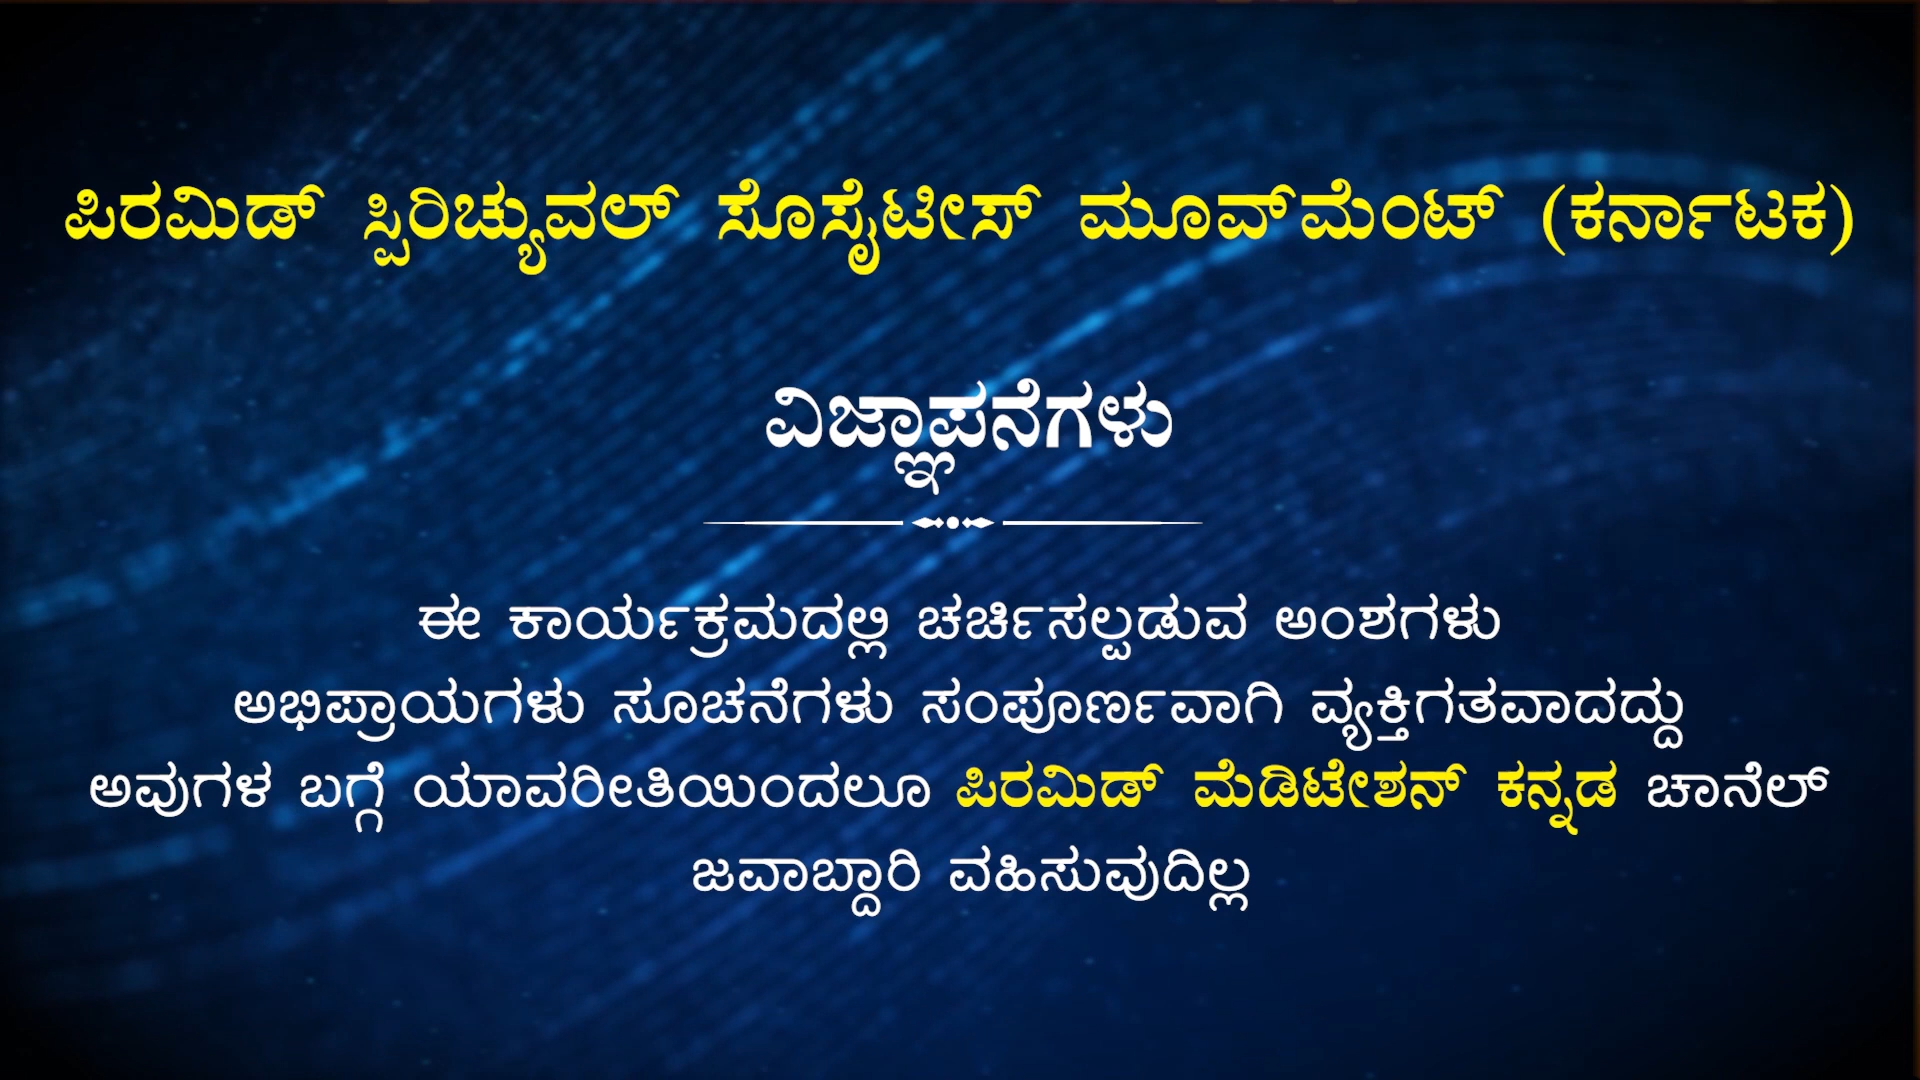 ಪಿರಮಿಡ್ ಸ್ಪಿರಿಚ್ಯುವಲ್ ಸೊಸೈಟೀಸ್ ಮೂವ್‌ಮೆಂಟ್ (ಕರ್ನಾಟಕ)
ವಿಜ್ಞಾಪನೆಗಳು
ಈ ಕಾರ್ಯಕ್ರಮದಲ್ಲಿ ಚರ್ಚಿಸಲ್ಪಡುವ ಅಂಶಗಳು
ಅಭಿಪ್ರಾಯಗಳು ಸೂಚನೆಗಳು ಸಂಪೂರ್ಣವಾಗಿ ವ್ಯಕ್ತಿಗತವಾದದ್ದು
ಅವುಗಳ ಬಗ್ಗೆ ಯಾವರೀತಿಯಿಂದಲೂ ಪಿರಮಿಡ್ ಮೆಡಿಟೇಶನ್ ಕನ್ನಡ ಚಾನೆಲ್
ಜವಾಬ್ದಾರಿ ವಹಿಸುವುದಿಲ್ಲ